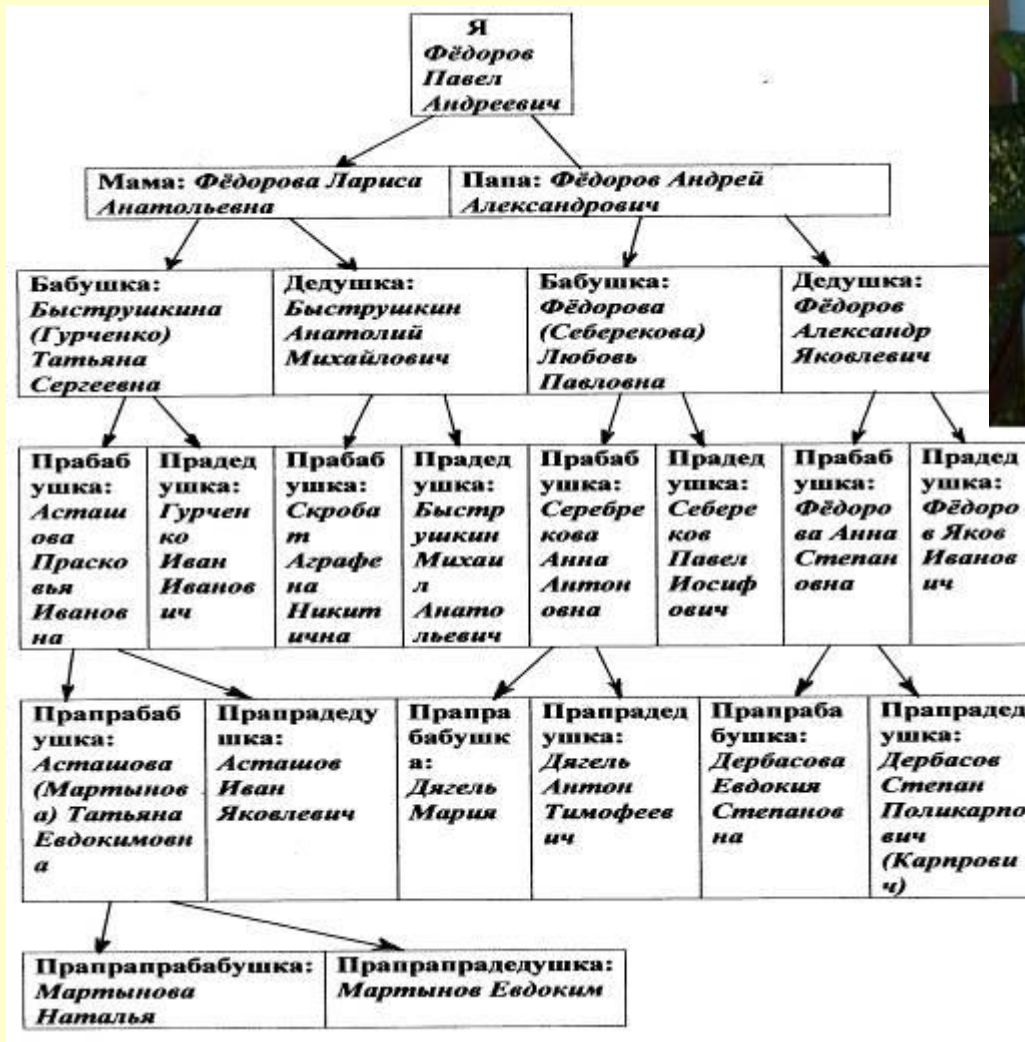 Я
Фёдоров
Павел
Андреевич
Мама: Фёдорова Лариса
Анатольевна
Папа: Фёдоров Андрей
Александрович
Бабушка:
Быструшкина
(Гурченко)
Татьяна
Сергеевна
Дедушка:
Быструшкин
Анатолий
Михайлович
Бабушка:
Фёдорова
(Себерекова)
Любовь
Павловна
Дедушка:
Фёдоров
Александр
Яковлевич
Прабаб
ушка:
Асташ
ова
Праско
вья
Иванов
на
Прадед
ушка:
Гурчен
ко
Иван
Иванов
ич
Прабаб
ушка:
Скроба
т
Аграфе
на
Никит
ична
Прадед
ушка:
Быстр
ушкин
Михаи
л
Анато
льевич
Прабаб
ушка:
Серебре
кова
Анна
Антон
овна
Прадед
ушка:
Себере
ков
Павел
Иосиф
ович
Прабаб
ушка:
Фёдоро
ва Анна
Степан
овна
Прадед
ушка:
Фёдоро
в Яков
Иванов
ич
Прапрабаб
ушка:
Асташова
(Мартынов
а) Татьяна
Евдокимовн
а
Прапрадеду
шка:
Асташов
Иван
Яковлевич
Прапра
бабушк
а:
Дягель
Мария
Прапрадед
ушка:
Дягель
Антон
Тимофеев
ич
Прапраба
бушка:
Дербасова
Евдокия
Степанов
на
Прапрадед
ушка:
Дербасов
Степан
Поликарпо
вич
(Карпрови
ч)
Прапрапрабабушка:
Мартынова
Наталья
Прапрапрадедушка:
Мартынов Евдоким